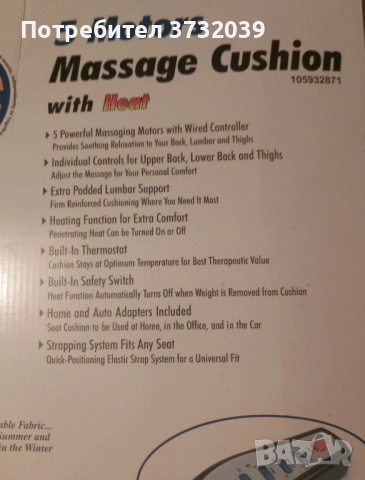 Потребител 3732039
5 Motors
Massage Cushion
105932871
with Heat
5 Powerful Massaging Motors with Wired Controller
Provides Soothing Relaxation to Your Back, Lumbar and Thighs
Individual Controls for Upper Back, Lower Back and Thighs
Adjust the Massage for Your Personal Comfort
Extra Padded Lumbar Support
Firm Reinforced Cushioning Where You Need It Most
Heating Function for Extra Comfort
Penetrating Heat Can be Turned On or Off
Built-In Thermostat
Cushion Stays at Optimum Temperature for Best Therapeutic Value
Built-In Safety Switch
Heat Function Automatically Turns Off when Weight is Removed from Cushion
Home and Auto Adapters Included
Seat Cushion to be Used at Home, in the Office, and in the Car
Strapping System Fits Any Seat
Quick-Positioning Elastic Strap System for a Universal Fit
able Fabric...
Summer and
in the Winter
bazar